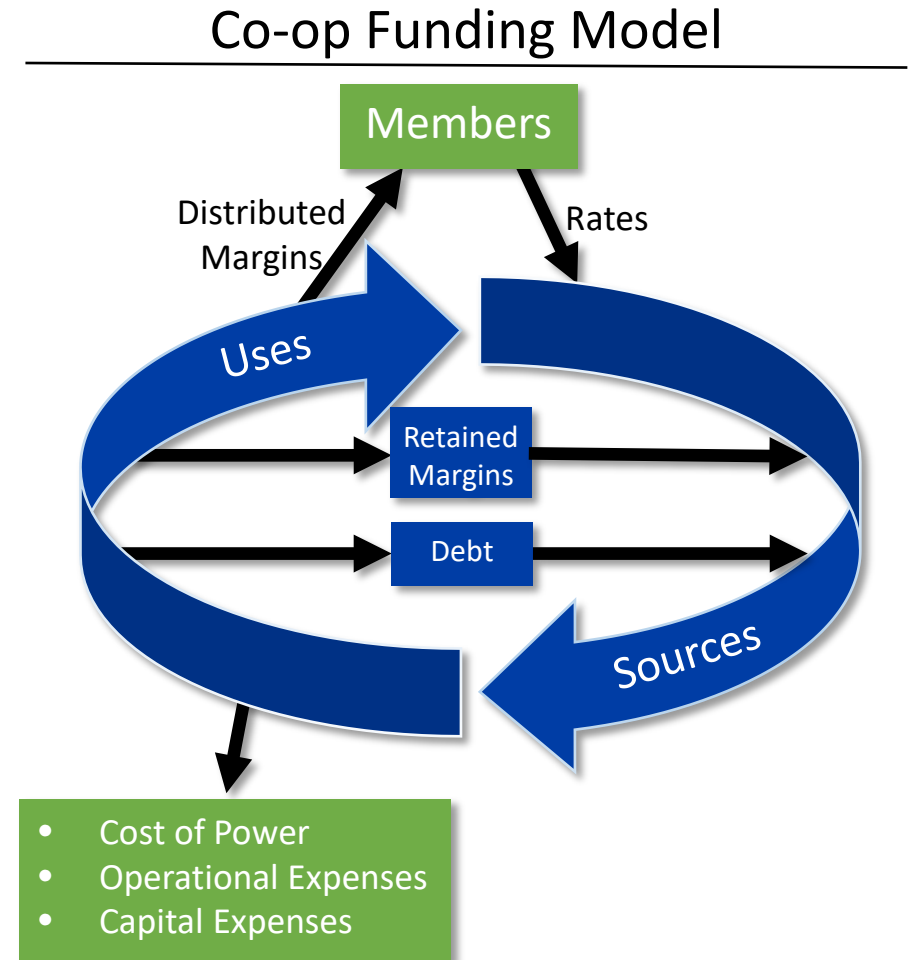 Co-op Funding Model
Members
Distributed
Margins
Rates
Uses
Retained
Margins
Debt
Sources
• Cost of Power
• Operational Expenses
• Capital Expenses